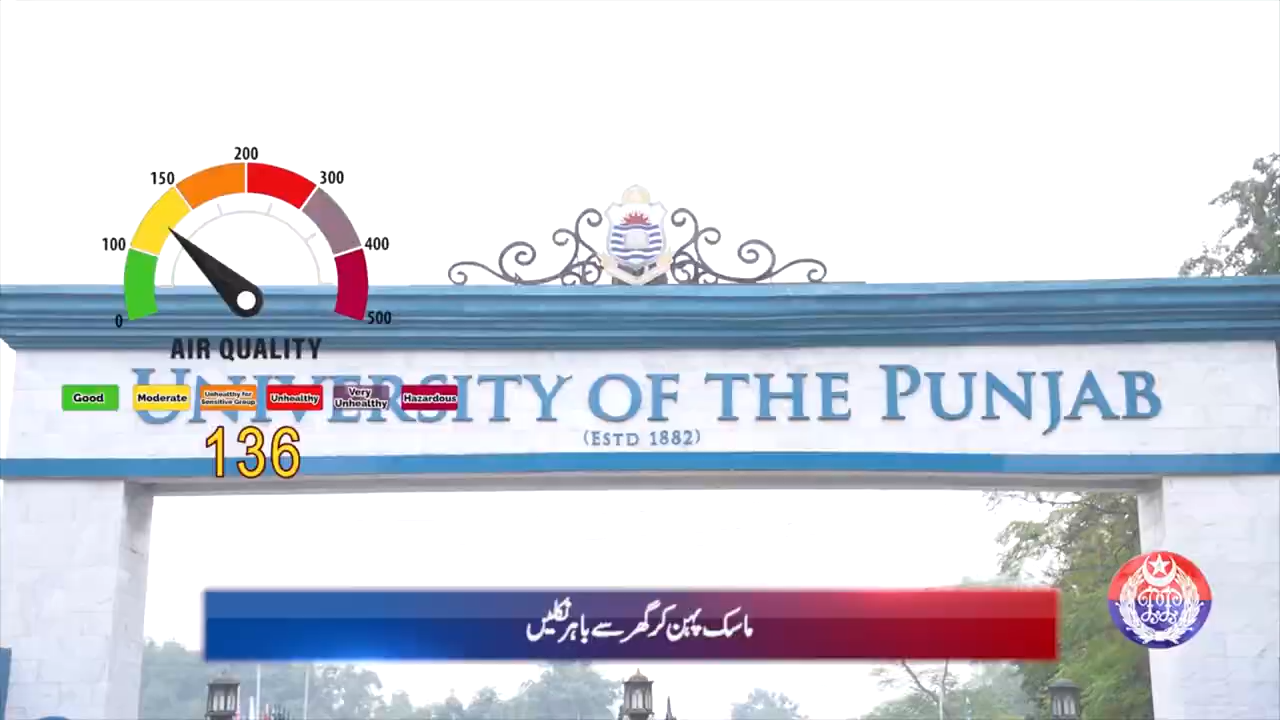 200
150
300
100
400
0
500
AIR QUALITY
Good
Moderate
Unhealthy for
Sensitive Group
Unhealthy
Very
Unhealthy
Hazardous
UNIVERSITY OF THE PUNJAB
(ESTD 1882)
136
ماسک پہن کر گھر سے باہر نکلیں